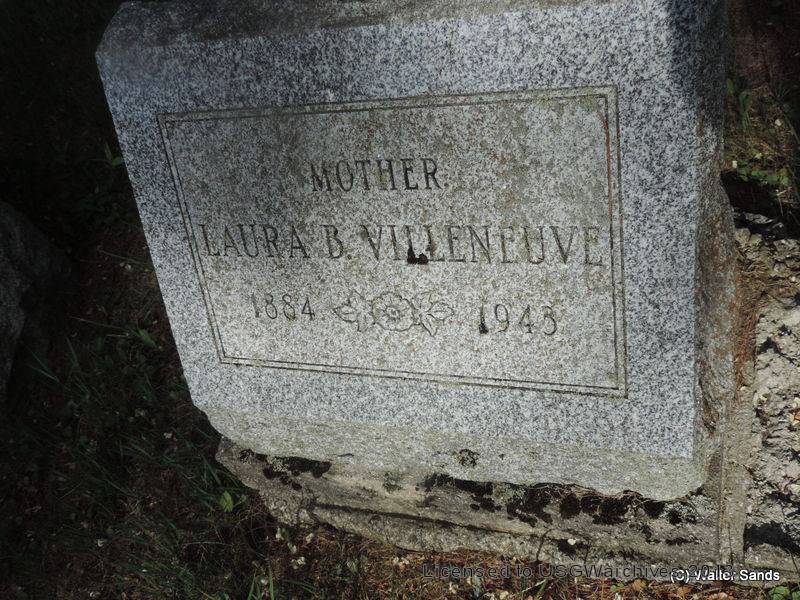 MOTHER
LAURA B. VILLENEUVE
1884 1943
Licensed to USGWarchives
(C) Walter Sands